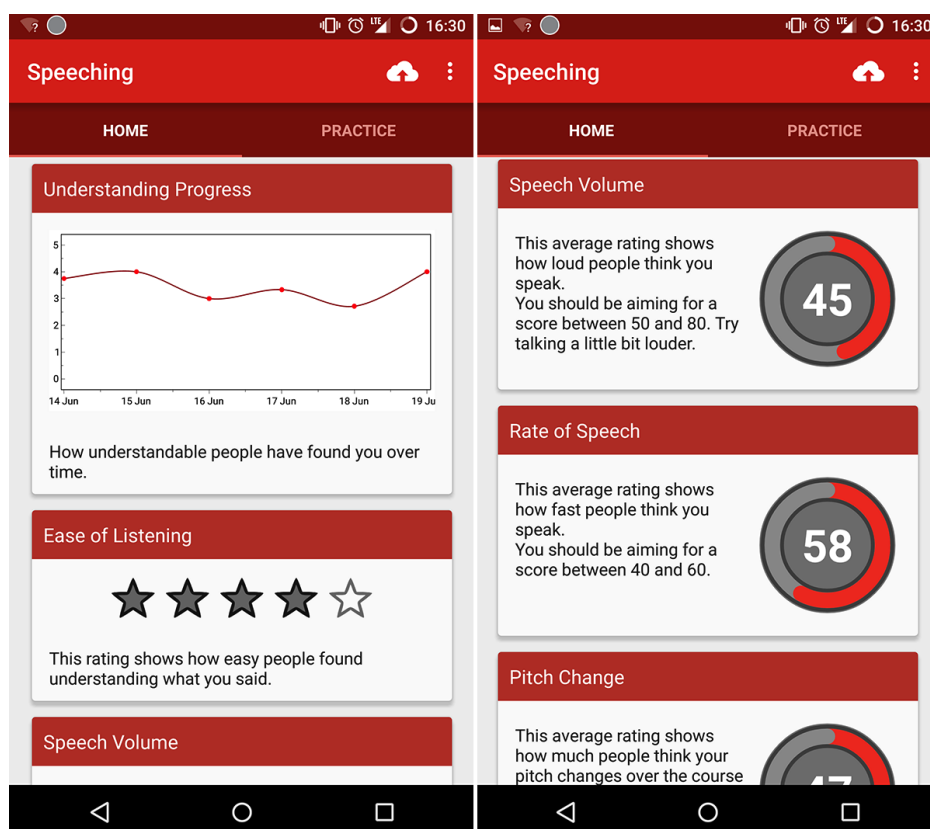 16:30
Speeching
HOME PRACTICE
Understanding Progress
5
4
3
2
1
0
14 Jun 15 Jun 16 Jun 17 Jun 18 Jun 19 Ju
How understandable people have found you over
time.
Ease of Listening
This rating shows how easy people found
understanding what you said.
Speech Volume
LTE 16:30
Speeching
HOME PRACTICE
Speech Volume
This average rating shows
how loud people think you
speak.
You should be aiming for a
score between 50 and 80. Try
talking a little bit louder.
45
Rate of Speech
This average rating shows
how fast people think you
speak.
You should be aiming for a
score between 40 and 60.
58
Pitch Change
This average rating shows
how much people think your
pitch changes over the course